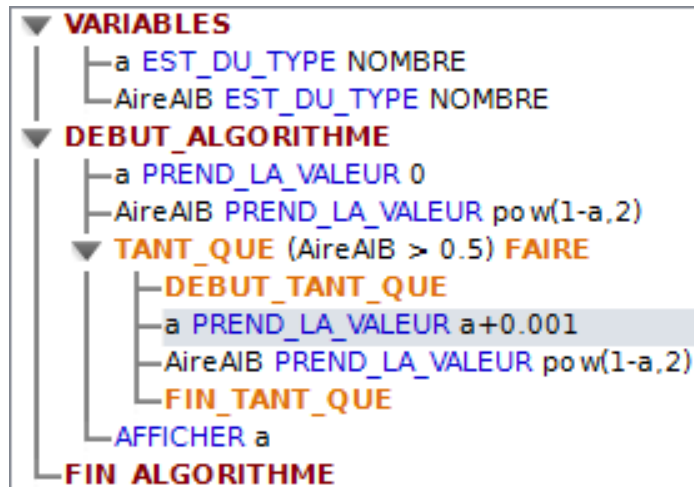 VARIABLES
a EST_DU_TYPE NOMBRE
AireAIB EST_DU_TYPE NOMBRE
DEBUT_ALGORITHME
a PREND_LA_VALEUR 0
AireAIB PREND_LA_VALEUR pow(1-a,2)
TANT_QUE (AireAIB > 0.5) FAIRE
DEBUT_TANT_QUE
a PREND_LA_VALEUR a+0.001
AireAIB PREND_LA_VALEUR pow(1-a,2)
FIN_TANT_QUE
AFFICHER a
FIN_ALGORITHME